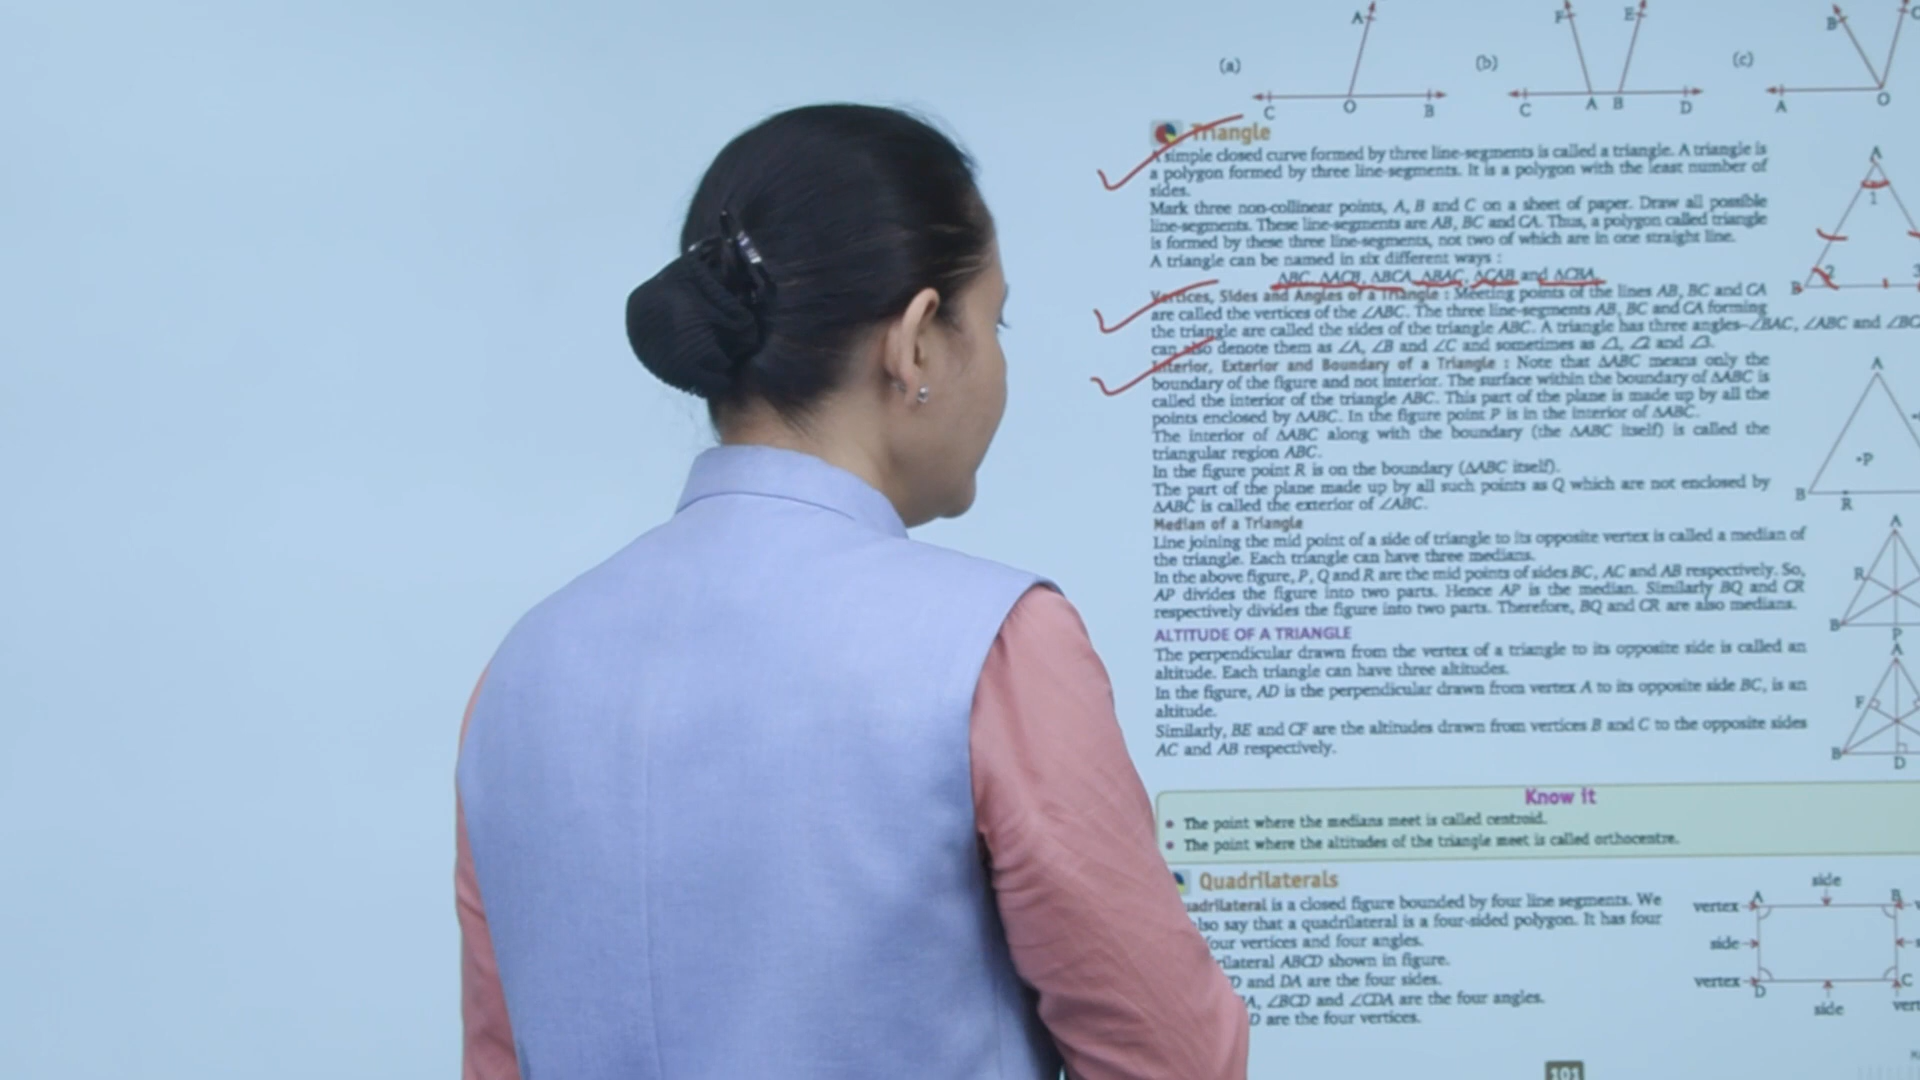 A
F
E
B
C
(a)
(b)
(c)
C
O
B
C
A
B
D
A
O
Triangle
A simple closed curve formed by three line-segments is called a triangle. A triangle is
a polygon formed by three line-segments. It is a polygon with the least number of
sides.
Mark three non-collinear points, A, B and C on a sheet of paper. Draw all possible
line-segments. These line-segments are AB, BC and CA. Thus, a polygon called triangle
is formed by these three line-segments, not two of which are in one straight line.
A triangle can be named in six different ways :
ΔABC, ΔACB, ΔBCA, ΔBAC, ΔCAB and ΔCBA.
Vertices, Sides and Angles of a Triangle : Meeting points of the lines AB, BC and CA
are called the vertices of the ∠ABC. The three line-segments AB, BC and CA forming
the triangle are called the sides of the triangle ABC. A triangle has three angles–∠BAC, ∠ABC and ∠BC
can also denote them as ∠A, ∠B and ∠C and sometimes as ∠1, ∠2 and ∠3.
Interior, Exterior and Boundary of a Triangle : Note that ΔABC means only the
boundary of the figure and not interior. The surface within the boundary of ΔABC is
called the interior of the triangle ABC. This part of the plane is made up by all the
points enclosed by ΔABC. In the figure point P is in the interior of ΔABC.
The interior of ΔABC along with the boundary (the ΔABC itself) is called the
triangular region ABC.
In the figure point R is on the boundary (ΔABC itself).
The part of the plane made up by all such points as Q which are not enclosed by
ΔABC is called the exterior of ∠ABC.
Median of a Triangle
Line joining the mid point of a side of triangle to its opposite vertex is called a median of
the triangle. Each triangle can have three medians.
In the above figure, P, Q and R are the mid points of sides BC, AC and AB respectively. So,
AP divides the figure into two parts. Hence AP is the median. Similarly BQ and CR
respectively divides the figure into two parts. Therefore, BQ and CR are also medians.
ALTITUDE OF A TRIANGLE
The perpendicular drawn from the vertex of a triangle to its opposite side is called an
altitude. Each triangle can have three altitudes.
In the figure, AD is the perpendicular drawn from vertex A to its opposite side BC, is an
altitude.
Similarly, BE and CF are the altitudes drawn from vertices B and C to the opposite sides
AC and AB respectively.
A
1
2
3
B
A
P
B
R
A
R
B
P
A
F
B
D
Know it
• The point where the medians meet is called centroid.
• The point where the altitudes of the triangle meet is called orthocentre.
Quadrilaterals
uadrilateral is a closed figure bounded by four line segments. We
lso say that a quadrilateral is a four-sided polygon. It has four
four vertices and four angles.
rilateral ABCD shown in figure.
D and DA are the four sides.
A, ∠BCD and ∠CDA are the four angles.
D are the four vertices.
side
vertex
A
B
side
vertex
D
C
side
vert
101